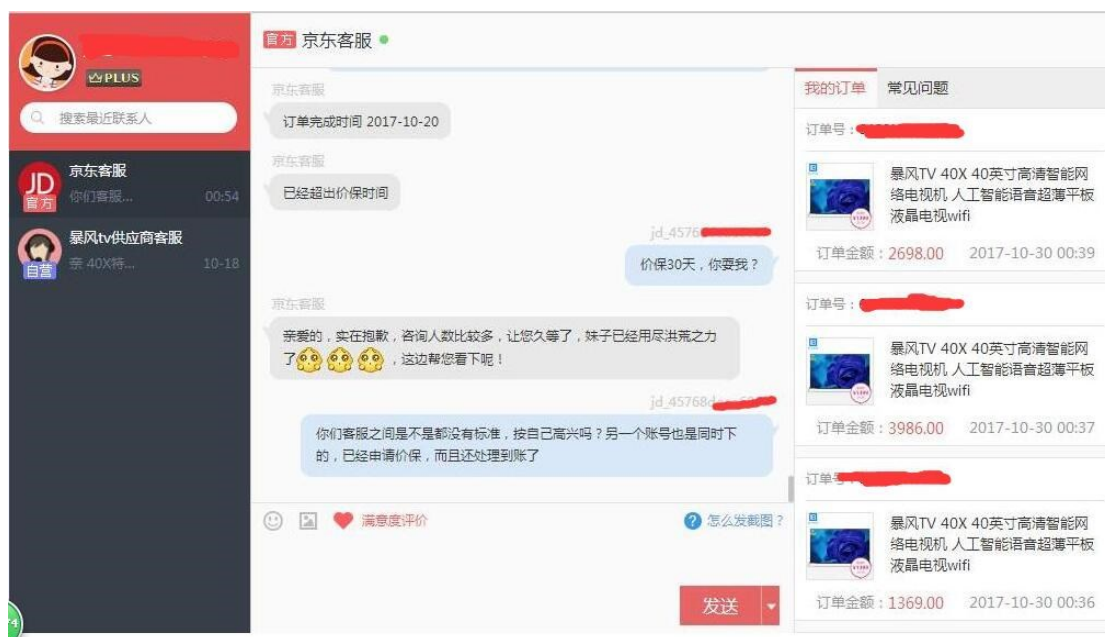 PLUS
搜索最近联系人
JD
官方
京东客服
你们客服...
00:54
暴风tv供应商客服
自营
亲 40X特...
10-18
74
官方 京东客服
京东客服
订单完成时间 2017-10-20
京东客服
已经超出价保时间
jd_4576
价保30天，你耍我？
京东客服
亲爱的，实在抱歉，咨询人数比较多，让您久等了，妹子已经用尽洪荒之力
了，这边帮您看下呢！
jd_45768d
你们客服之间是不是都没有标准，按自己高兴吗？另一个账号也是同时下
的，已经申请价保，而且还处理到账了
满意度评价
怎么发截图？
发送
我的订单 常见问题
订单号：
暴风TV 40X 40英寸高清智能网
络电视机 人工智能语音超薄平板
液晶电视wifi
订单金额：2698.00 2017-10-30 00:39
订单号：
暴风TV 40X 40英寸高清智能网
络电视机 人工智能语音超薄平板
液晶电视wifi
订单金额：3986.00 2017-10-30 00:37
订单号
暴风TV 40X 40英寸高清智能网
络电视机 人工智能语音超薄平板
液晶电视wifi
订单金额：1369.00 2017-10-30 00:36